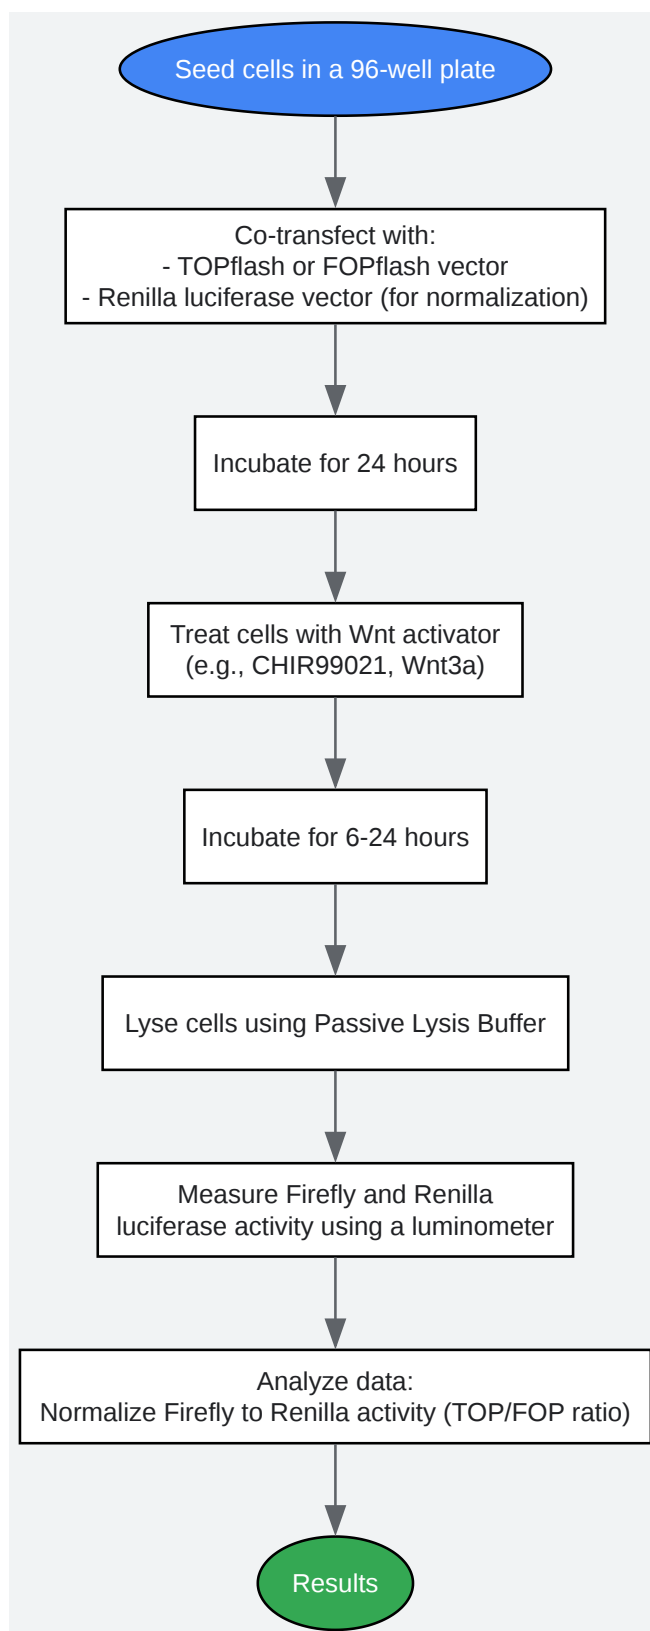 Seed cells in a 96-well plate
Co-transfect with:
- TOPflash or FOPflash vector
- Renilla luciferase vector (for normalization)
Incubate for 24 hours
Treat cells with Wnt activator
(e.g., CHIR99021, Wnt3a)
Incubate for 6-24 hours
Lyse cells using Passive Lysis Buffer
Measure Firefly and Renilla
luciferase activity using a luminometer
Analyze data:
Normalize Firefly to Renilla activity (TOP/FOP ratio)
Results